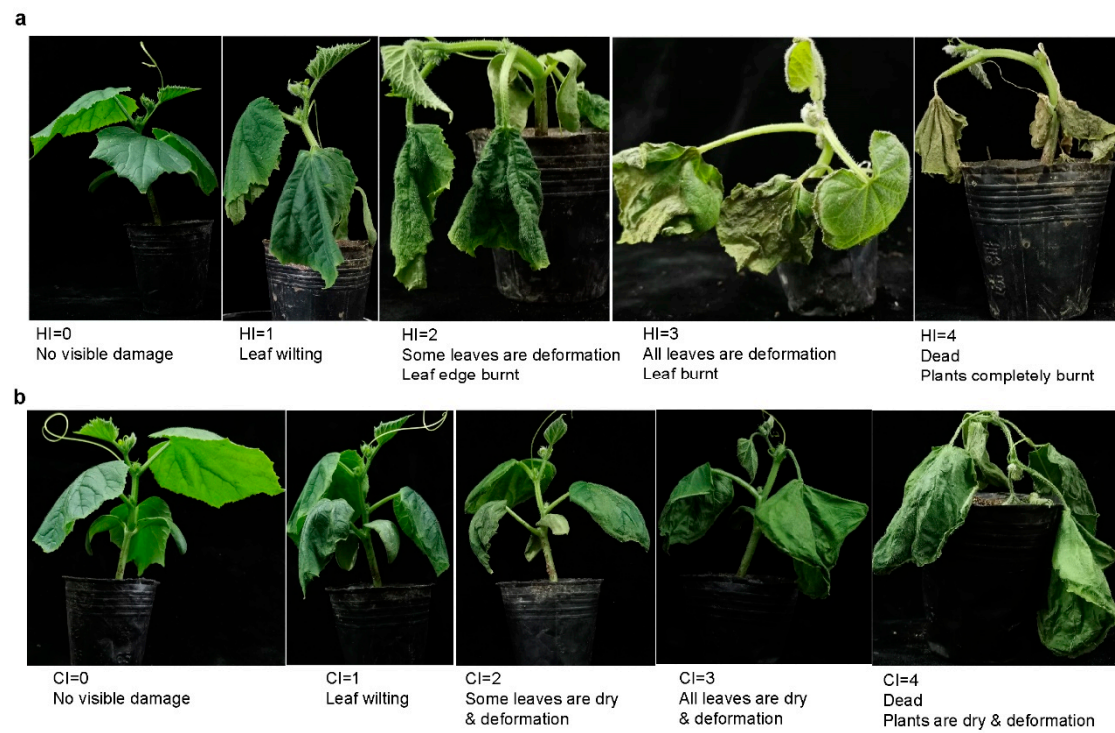 a
HI=0
No visible damage
HI=1
Leaf wilting
HI=2
Some leaves are deformation
Leaf edge burnt
HI=3
All leaves are deformation
Leaf burnt
HI=4
Dead
Plants completely burnt
b
CI=0
No visible damage
CI=1
Leaf wilting
CI=2
Some leaves are dry
& deformation
CI=3
All leaves are dry
& deformation
CI=4
Dead
Plants are dry & deformation